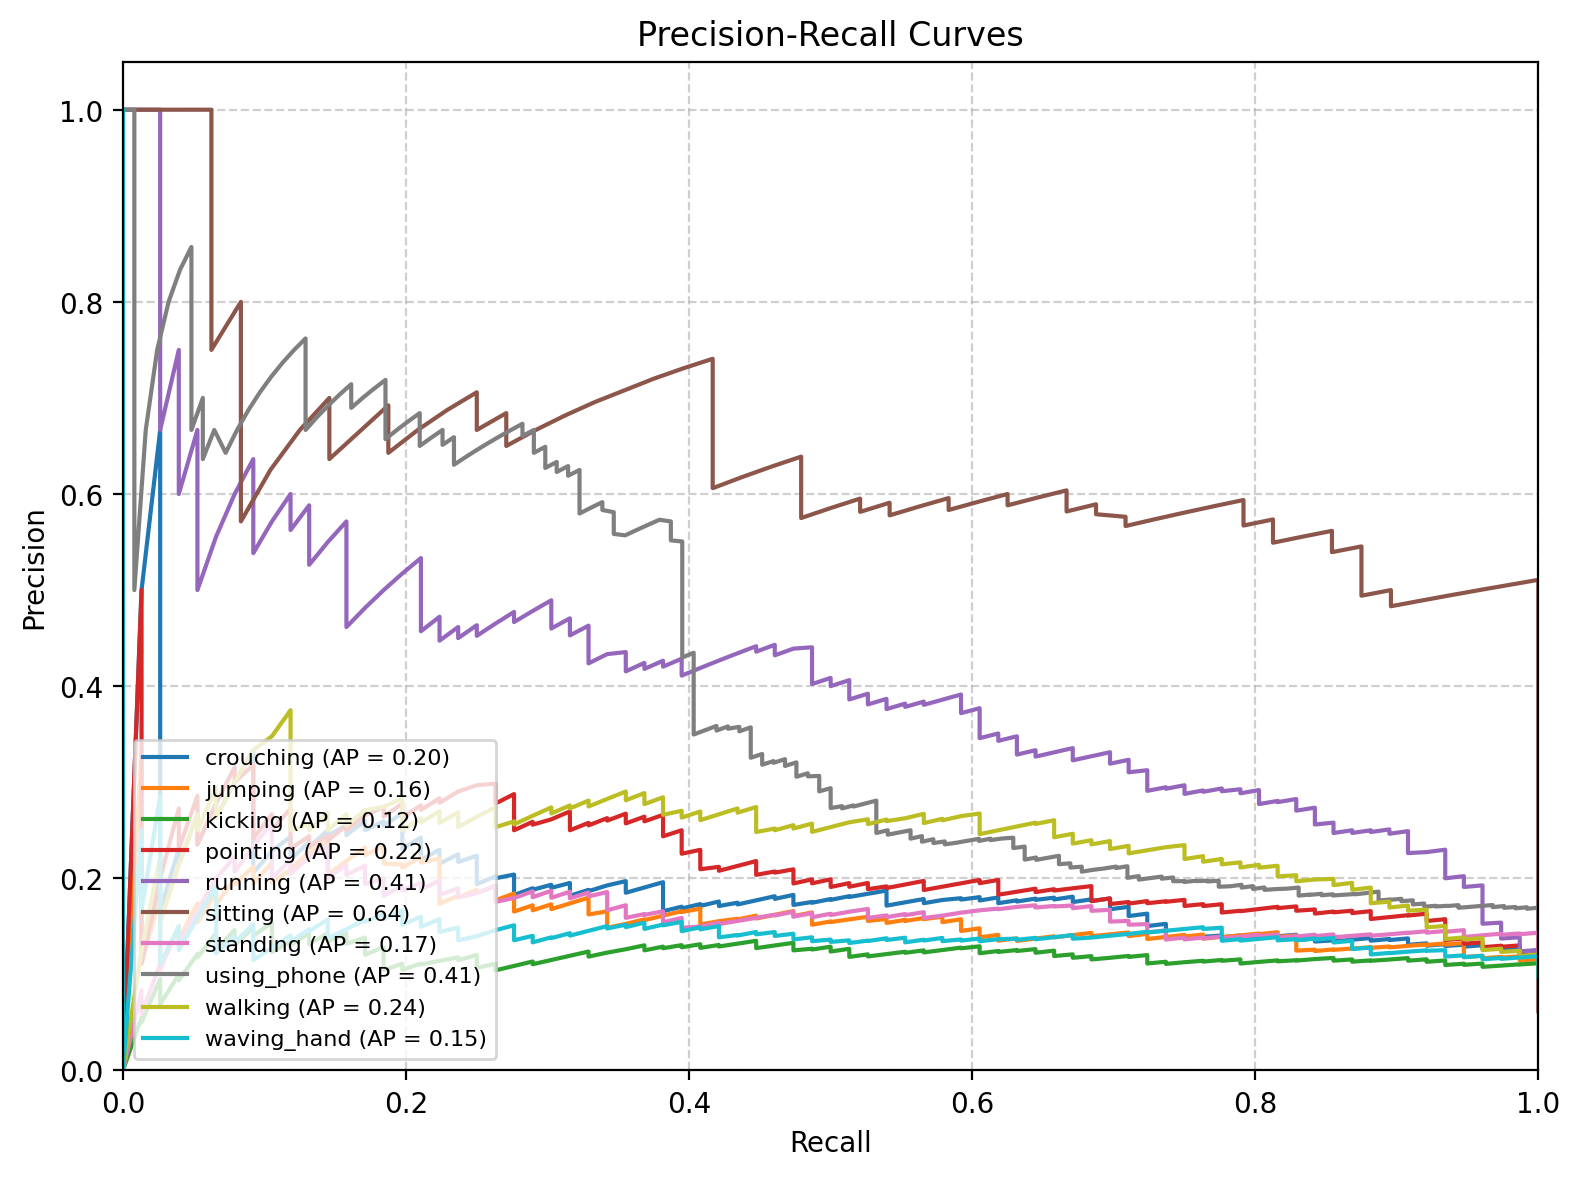 Precision-Recall Curves
1.0
0.8
0.6
0.4
0.2
0.0
Precision
crouching (AP = 0.20)
jumping (AP = 0.16)
kicking (AP = 0.12)
pointing (AP = 0.22)
running (AP = 0.41)
sitting (AP = 0.64)
standing (AP = 0.17)
using_phone (AP = 0.41)
walking (AP = 0.24)
waving_hand (AP = 0.15)
0.0 0.2 0.4 0.6 0.8 1.0
Recall